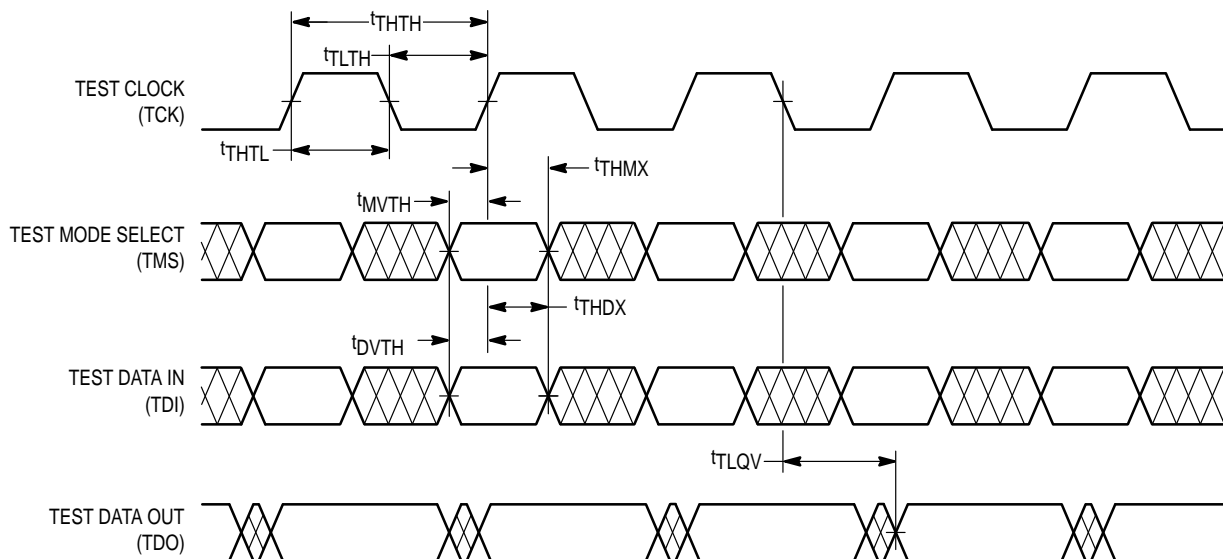 tTHTH
tTLTH
TEST CLOCK
(TCK)
tTHTL
tTHMX
tMVTH
TEST MODE SELECT
(TMS)
tTHDX
tDVTH
TEST DATA IN
(TDI)
tTLQV
TEST DATA OUT
(TDO)